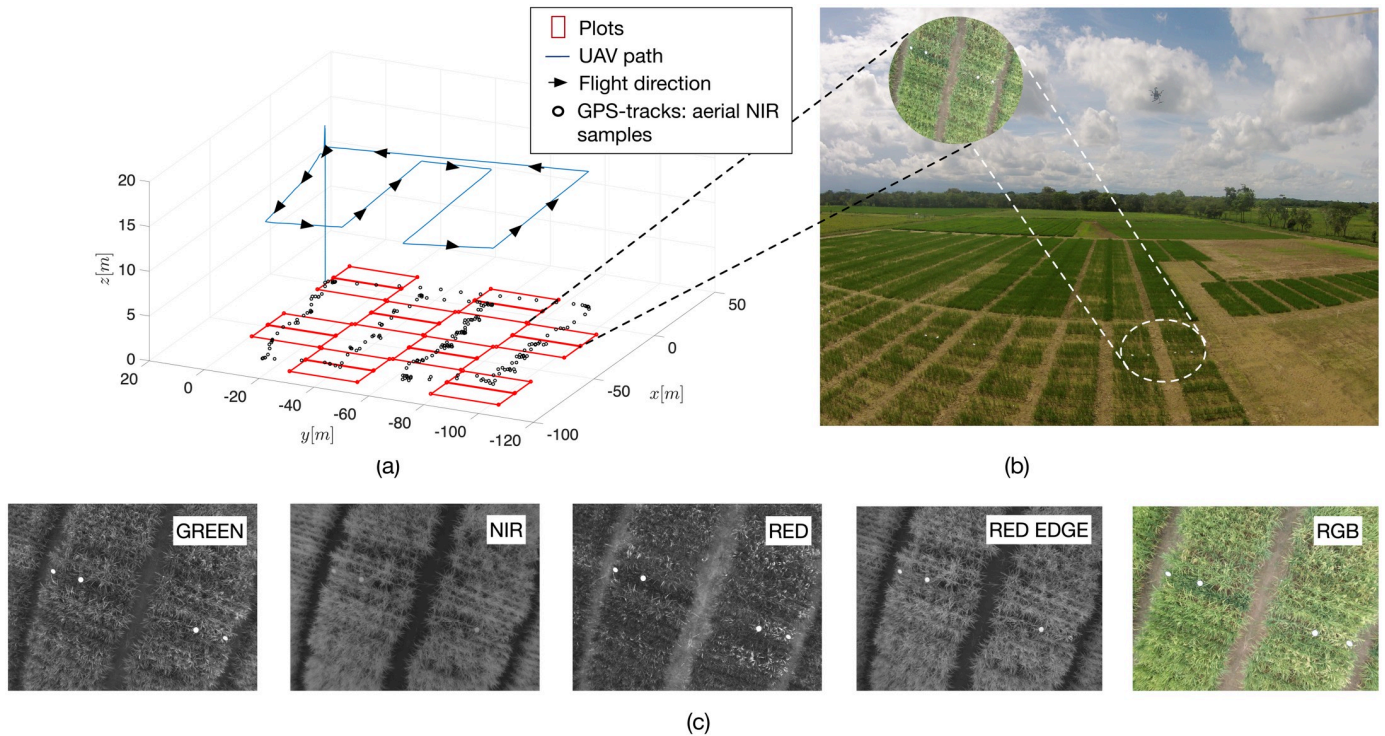 Plots
UAV path
Flight direction
GPS-tracks: aerial NIR
samples
20
15
10
5
0
z[m]
20
0
-20
-40
-60
-80
-100
-120
y[m]
50
0
-50
-100
x[m]
(a)
(b)
GREEN
NIR
RED
RED EDGE
RGB
(c)